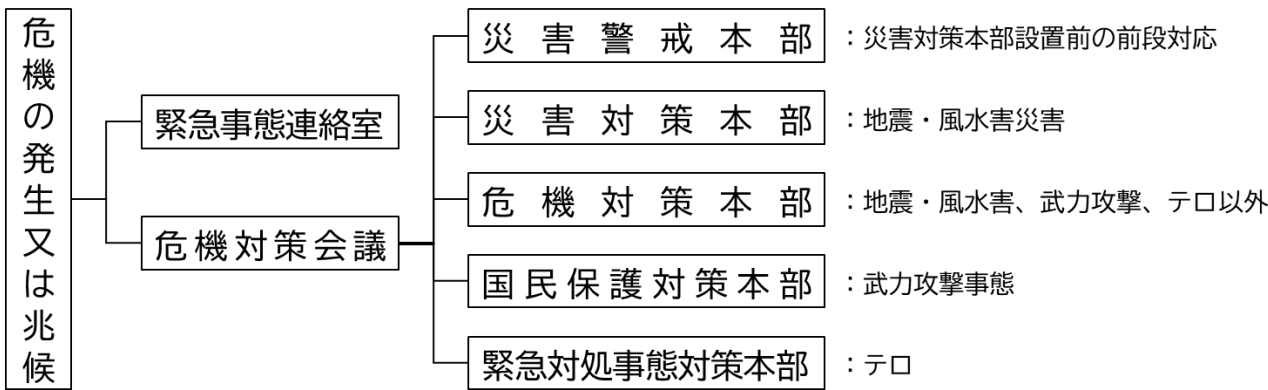 危機の発生又は兆候
緊急事態連絡室
危機対策会議
災害警戒本部 ：災害対策本部設置前の前段対応
災害対策本部 ：地震・風水害災害
危機対策本部 ：地震・風水害、武力攻撃、テロ以外
国民保護対策本部 ：武力攻撃事態
緊急対処事態対策本部 ：テロ